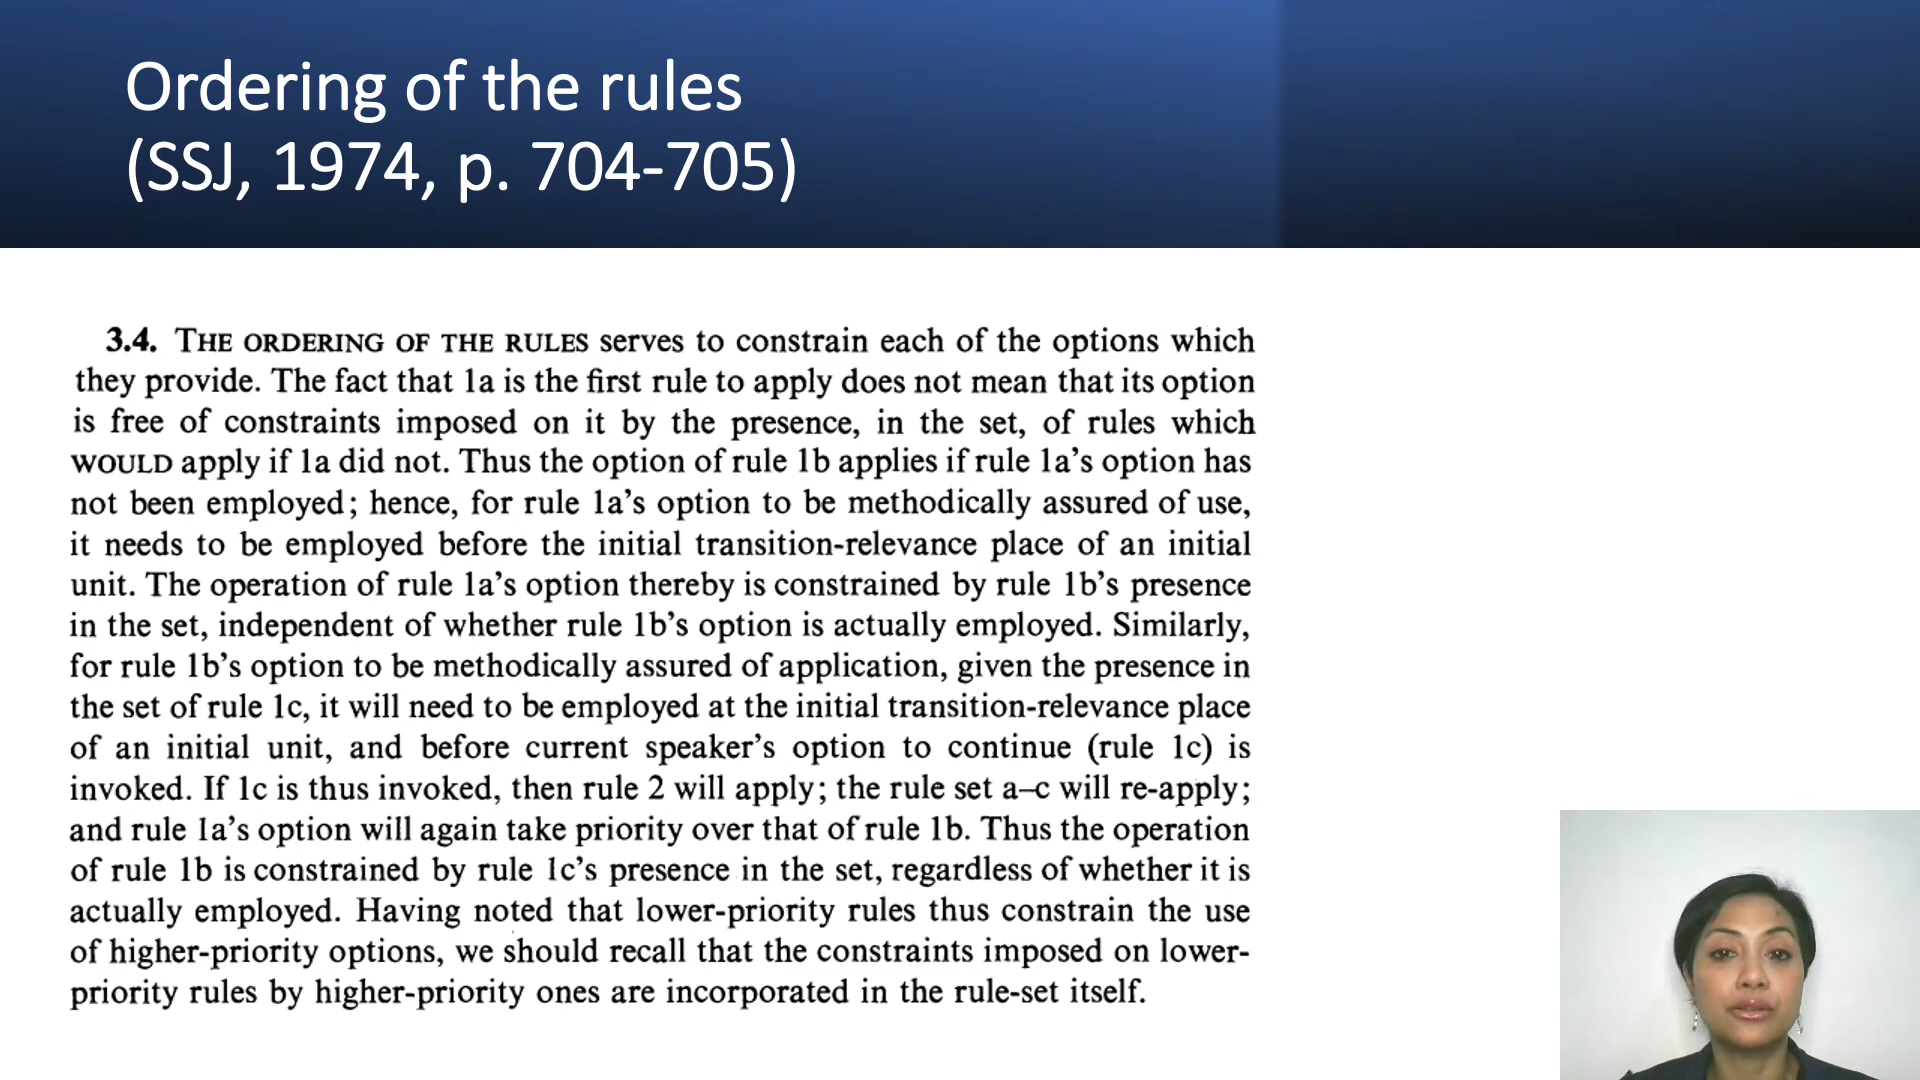 Ordering of the rules
(SSJ, 1974, p. 704-705)
3.4. THE ORDERING OF THE RULES serves to constrain each of the options which
they provide. The fact that 1a is the first rule to apply does not mean that its option
is free of constraints imposed on it by the presence, in the set, of rules which
WOULD apply if 1a did not. Thus the option of rule 1b applies if rule 1a's option has
not been employed; hence, for rule 1a's option to be methodically assured of use,
it needs to be employed before the initial transition-relevance place of an initial
unit. The operation of rule 1a's option thereby is constrained by rule 1b's presence
in the set, independent of whether rule 1b's option is actually employed. Similarly,
for rule 1b's option to be methodically assured of application, given the presence in
the set of rule 1c, it will need to be employed at the initial transition-relevance place
of an initial unit, and before current speaker's option to continue (rule 1c) is
invoked. If 1c is thus invoked, then rule 2 will apply; the rule set a–c will re-apply;
and rule 1a's option will again take priority over that of rule 1b. Thus the operation
of rule 1b is constrained by rule 1c's presence in the set, regardless of whether it is
actually employed. Having noted that lower-priority rules thus constrain the use
of higher-priority options, we should recall that the constraints imposed on lower-
priority rules by higher-priority ones are incorporated in the rule-set itself.